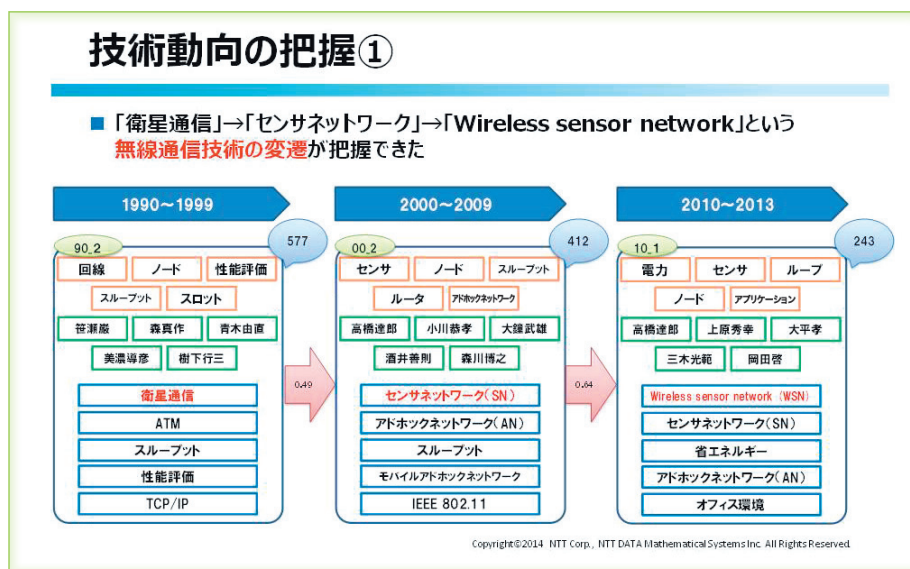 技術動向の把握①
■ 「衛星通信」→「センサネットワーク」→「Wireless sensor network」という
無線通信技術の変遷が把握できた
1990～1999
577
90_2
回線 ノード 性能評価
スループット スロット
笹瀬巌 森真作 青木由直
美濃導彦 樹下行三
衛星通信
ATM
スループット
性能評価
TCP/IP
0.49
2000～2009
412
00_2
センサ ノード スループット
ルータ アドホックネットワーク
高橋達郎 小川恭孝 大鐘武雄
酒井善則 森川博之
センサネットワーク(SN)
アドホックネットワーク(AN)
スループット
モバイルアドホックネットワーク
IEEE 802.11
0.64
2010～2013
243
10_1
電力 センサ ループ
ノード アプリケーション
高橋達郎 上原秀幸 大平孝
三木光範 岡田啓
Wireless sensor network (WSN)
センサネットワーク(SN)
省エネルギー
アドホックネットワーク(AN)
オフィス環境
Copyright©2014 NTT Corp., NTT DATA Mathematical Systems Inc. All Rights Reserved.